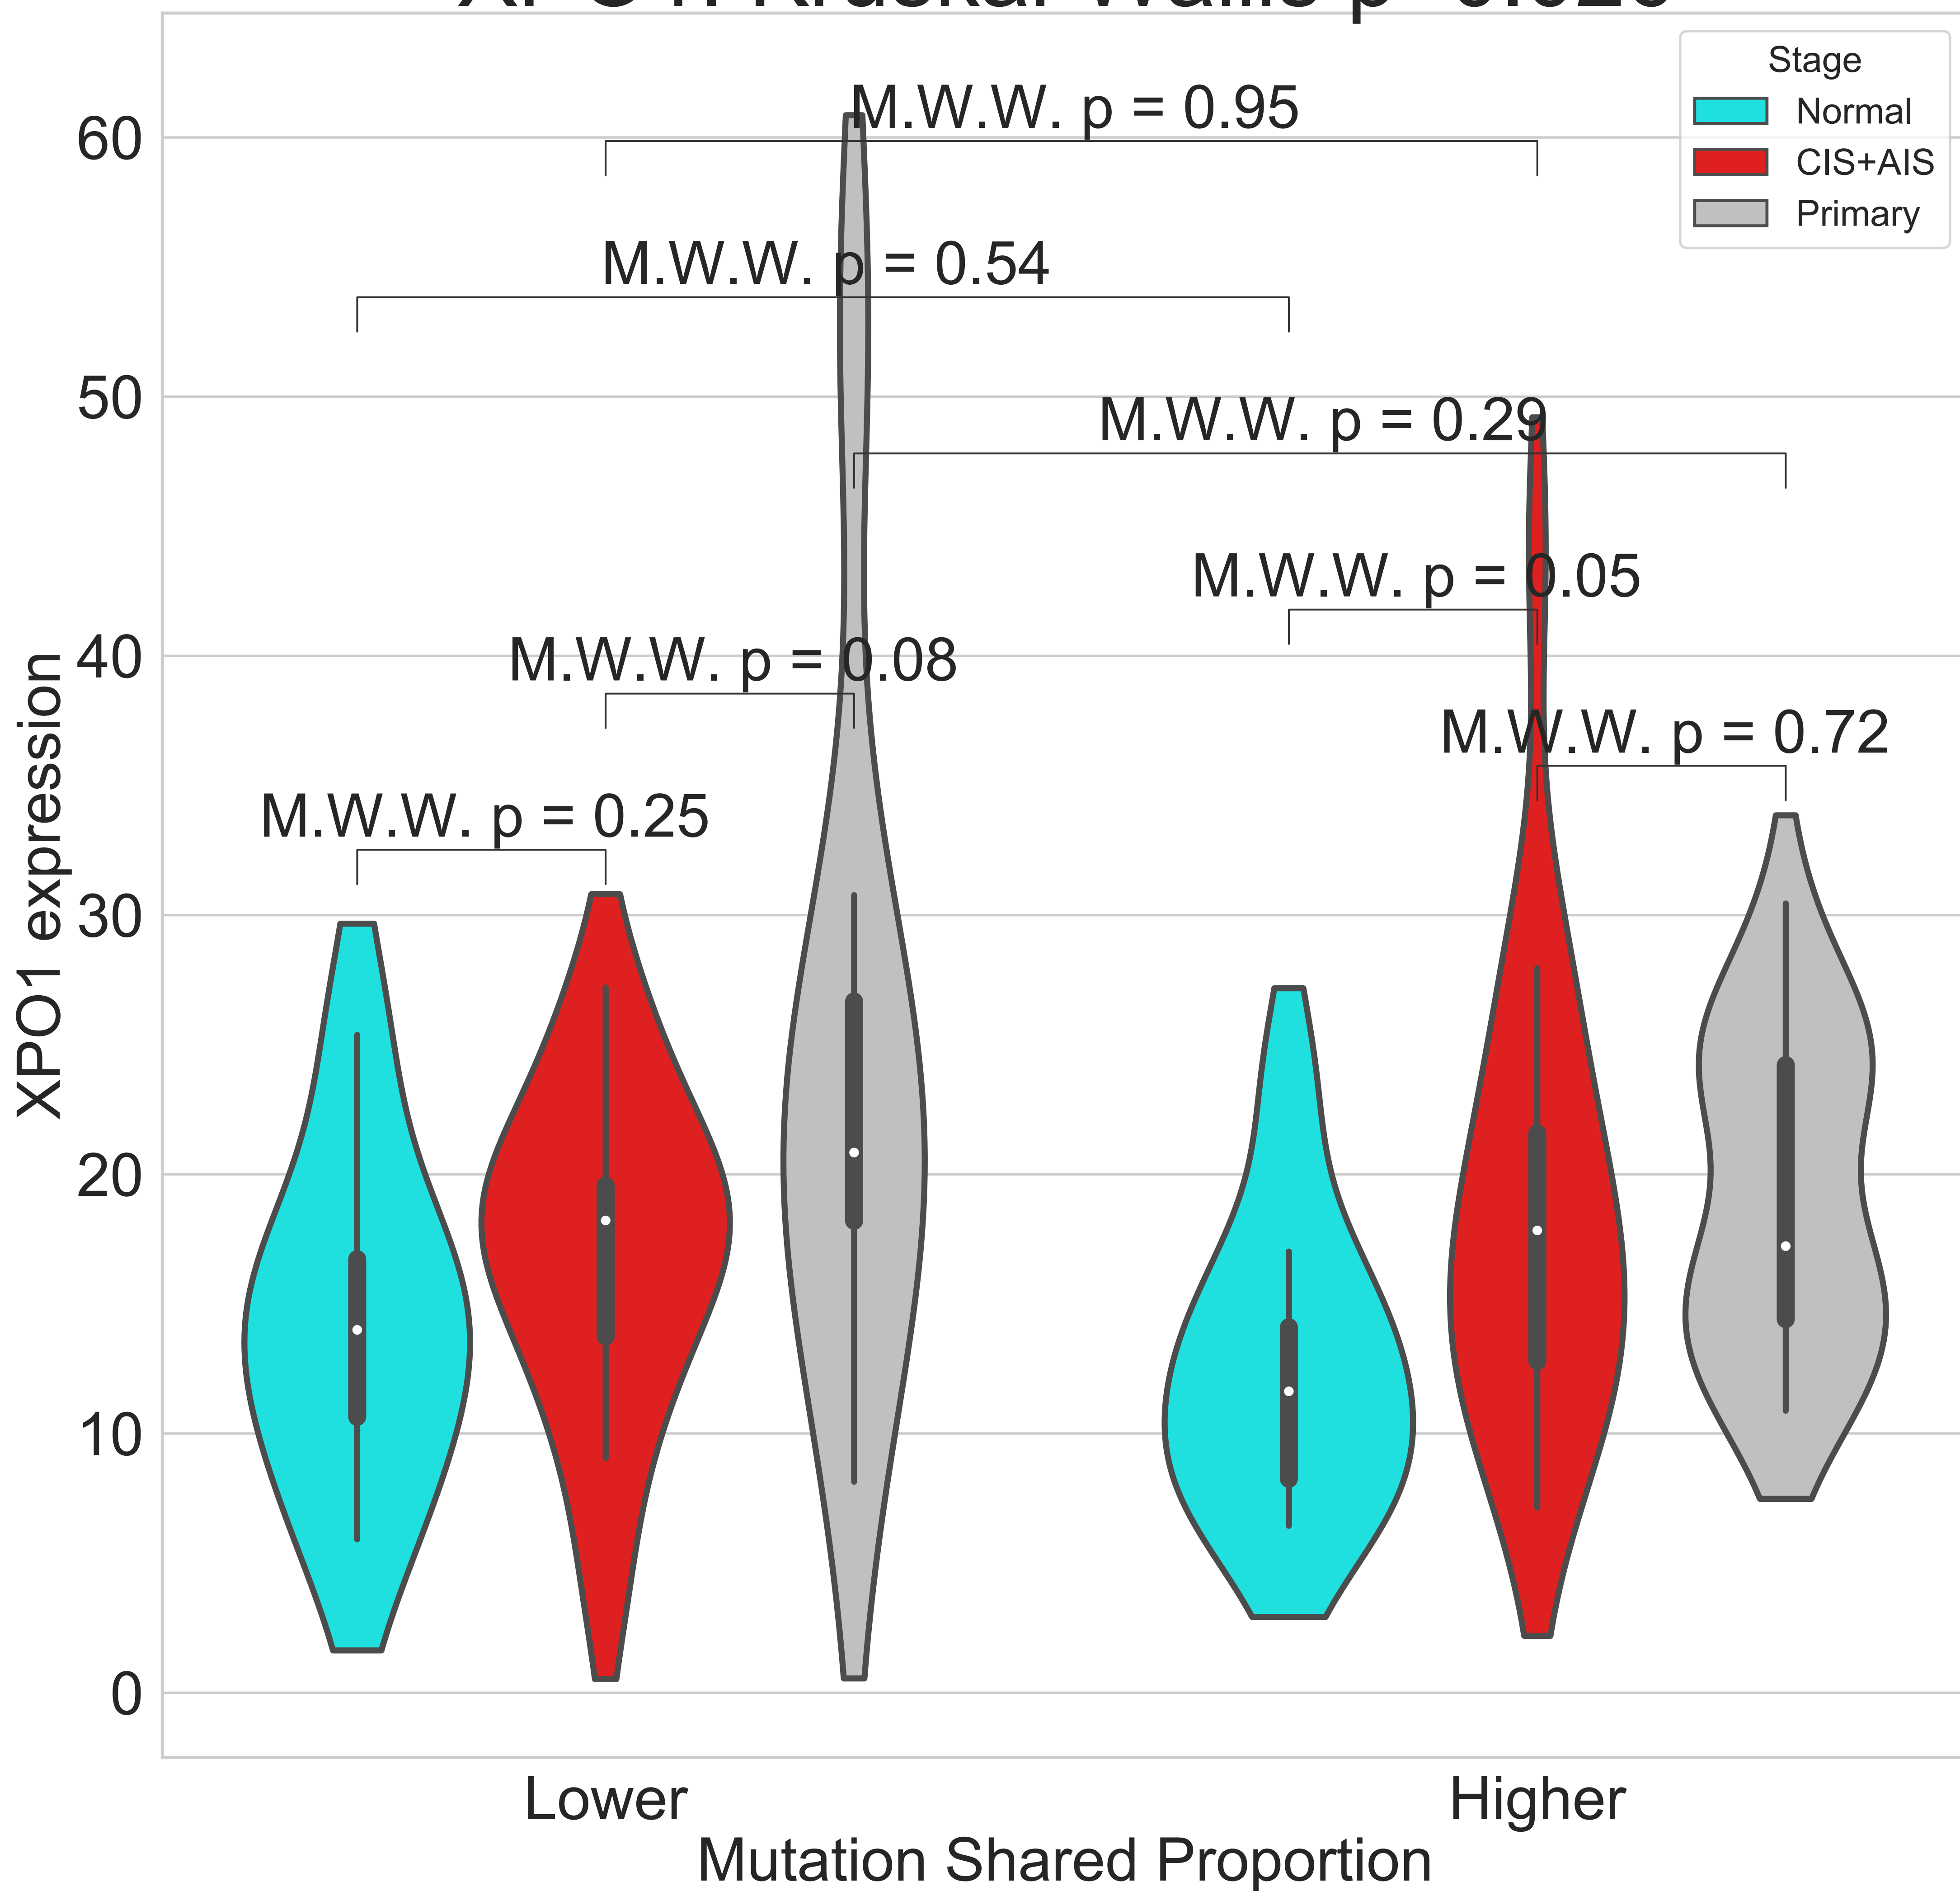 Stage
Normal
CIS+AIS
Primary
M.W.W. p = 0.95
M.W.W. p = 0.54
M.W.W. p = 0.29
M.W.W. p = 0.05
M.W.W. p = 0.08
M.W.W. p = 0.72
M.W.W. p = 0.25
60
50
40
30
20
10
0
XPO1 expression
Lower
Higher
Mutation Shared Proportion